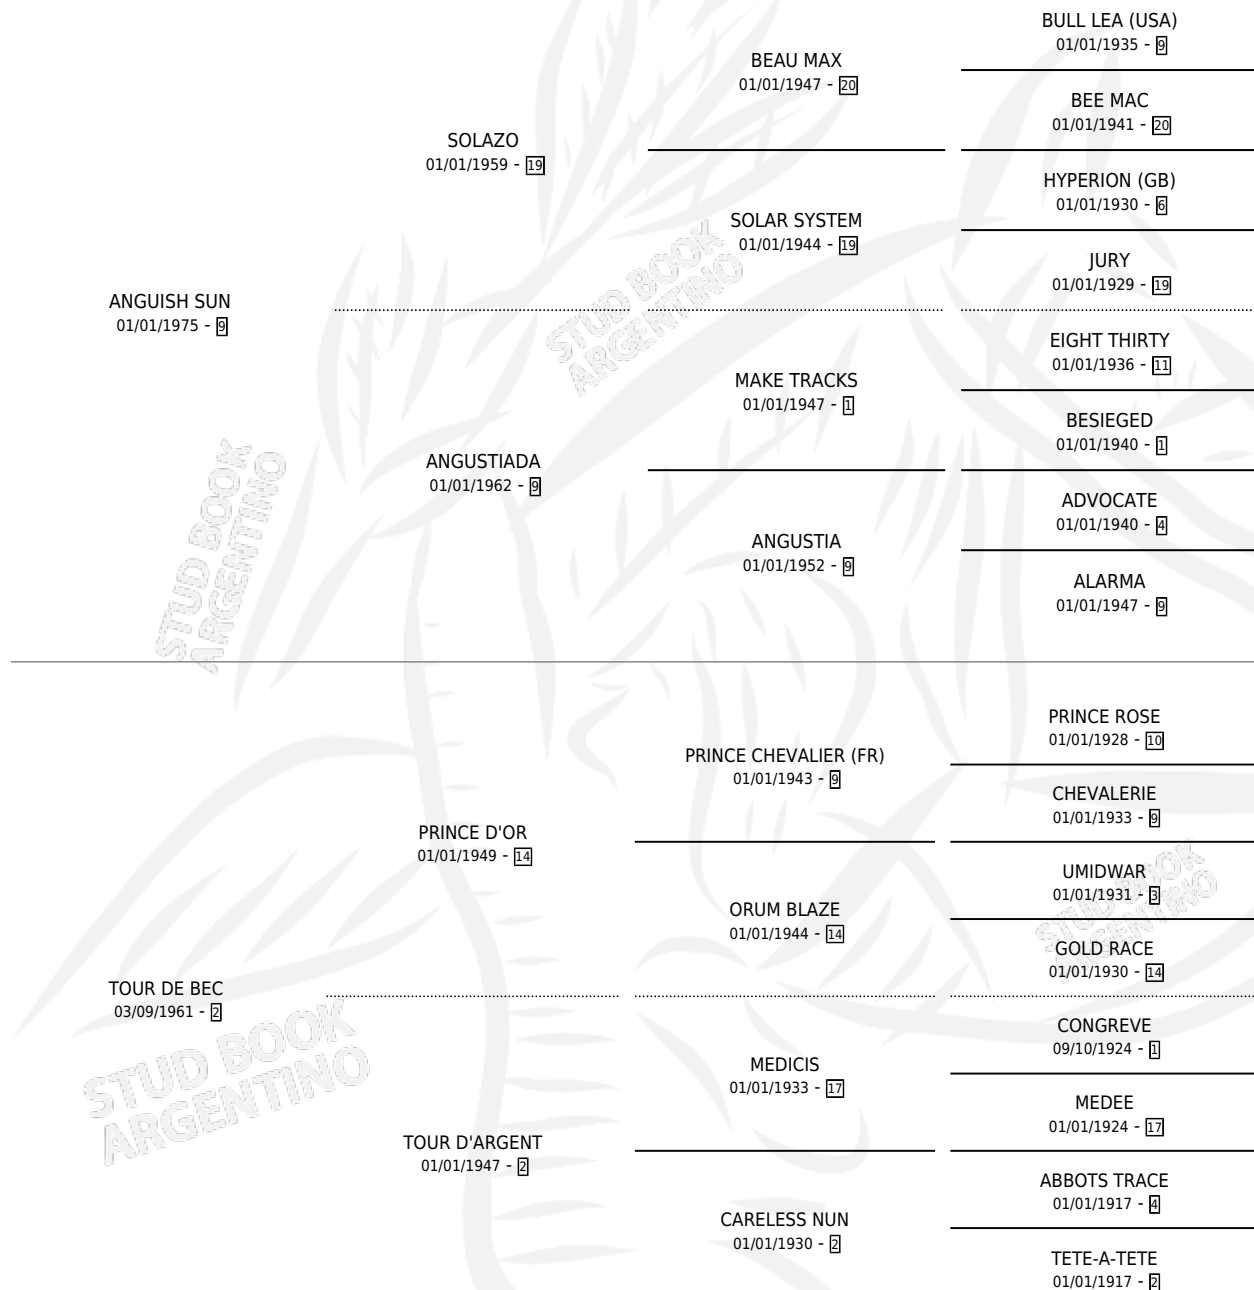 BULL LEA (USA)
01/01/1935 - 9
BEAU MAX
01/01/1947 - 20
BEE MAC
01/01/1941 - 20
SOLAZO
01/01/1959 - 19
HYPERION (GB)
01/01/1930 - 6
SOLAR SYSTEM
01/01/1944 - 19
JURY
01/01/1929 - 19
ANGUISH SUN
01/01/1975 - 9
STUD BOOK
ARGENTINO
EIGHT THIRTY
01/01/1936 - 11
MAKE TRACKS
01/01/1947 - 1
BESIEGED
01/01/1940 - 1
ANGUSTIADA
01/01/1962 - 9
ADVOCATE
01/01/1940 - 4
ANGUSTIA
01/01/1952 - 9
ALARMA
01/01/1947 - 9
STUD BOOK
ARGENTINO
PRINCE ROSE
01/01/1928 - 10
PRINCE CHEVALIER (FR)
01/01/1943 - 9
CHEVALERIE
01/01/1933 - 9
PRINCE D'OR
01/01/1949 - 14
UMIDWAR
01/01/1931 - 3
ORUM BLAZE
01/01/1944 - 14
GOLD RACE
01/01/1930 - 14
STUD BOOK
ARGENTINO
TOUR DE BEC
03/09/1961 - 2
CONGREVE
09/10/1924 - 1
MEDICIS
01/01/1933 - 17
MEDEE
01/01/1924 - 17
STUD BOOK
ARGENTINO
TOUR D'ARGENT
01/01/1947 - 2
ABBOTS TRACE
01/01/1917 - 4
CARELESS NUN
01/01/1930 - 2
TETE-A-TETE
01/01/1917 - 2